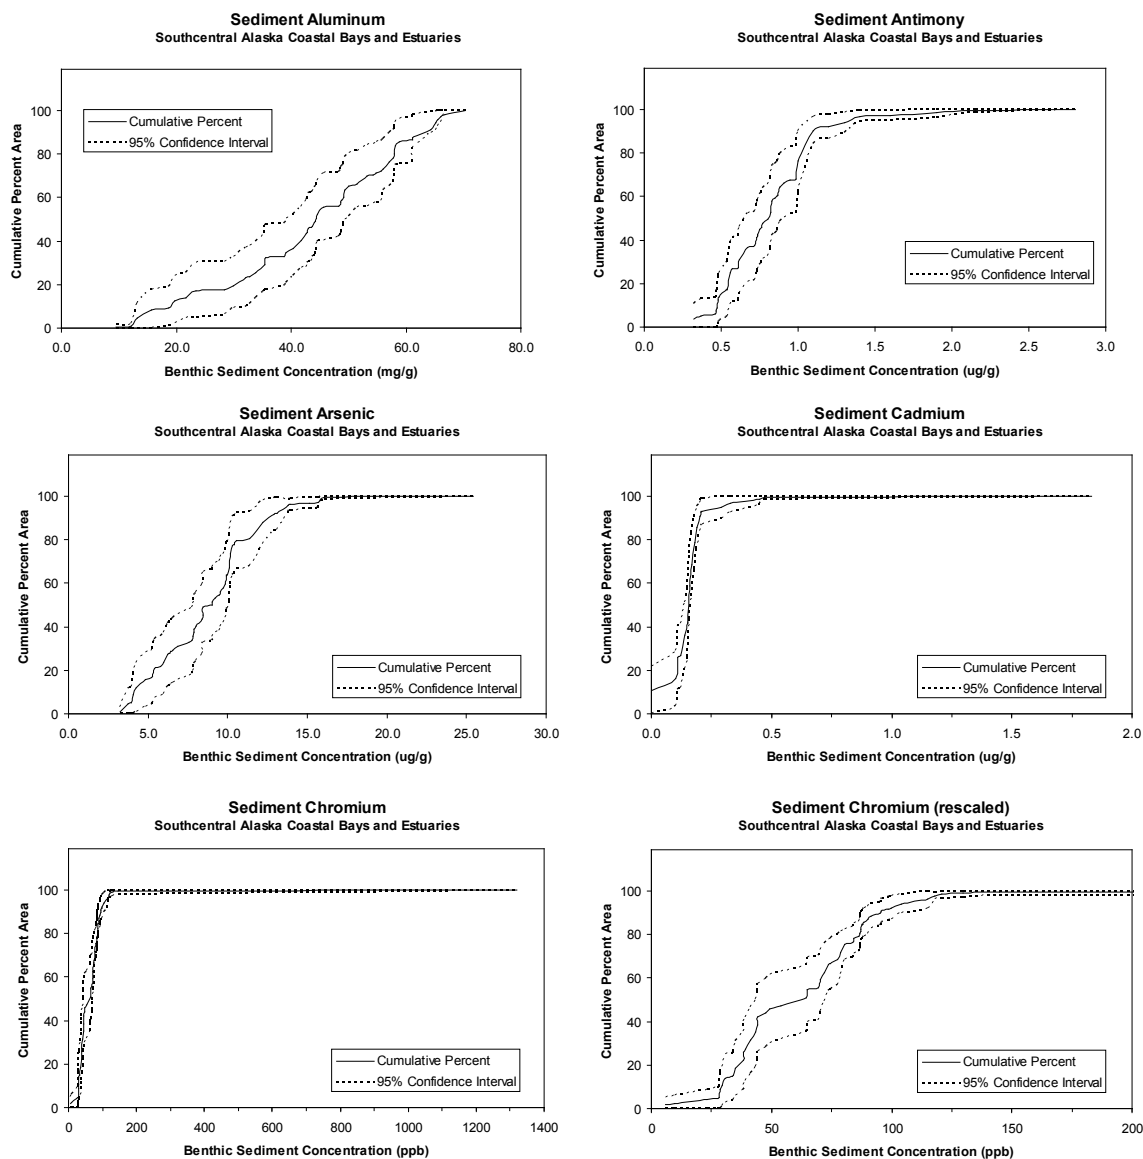 Sediment Aluminum
Southcentral Alaska Coastal Bays and Estuaries
Cumulative Percent Area
100
80
60
40
20
0
Cumulative Percent
95% Confidence Interval
0.0 20.0 40.0 60.0 80.0
Benthic Sediment Concentration (mg/g)
Sediment Antimony
Southcentral Alaska Coastal Bays and Estuaries
Cumulative Percent Area
100
80
60
40
20
0
Cumulative Percent
95% Confidence Interval
0.0 0.5 1.0 1.5 2.0 2.5 3.0
Benthic Sediment Concentration (ug/g)
Sediment Arsenic
Southcentral Alaska Coastal Bays and Estuaries
Cumulative Percent Area
100
80
60
40
20
0
Cumulative Percent
95% Confidence Interval
0.0 5.0 10.0 15.0 20.0 25.0 30.0
Benthic Sediment Concentration (ug/g)
Sediment Cadmium
Southcentral Alaska Coastal Bays and Estuaries
Cumulative Percent Area
100
80
60
40
20
0
Cumulative Percent
95% Confidence Interval
0.0 0.5 1.0 1.5 2.0
Benthic Sediment Concentration (ug/g)
Sediment Chromium
Southcentral Alaska Coastal Bays and Estuaries
Cumulative Percent Area
100
80
60
40
20
0
Cumulative Percent
95% Confidence Interval
0 200 400 600 800 1000 1200 1400
Benthic Sediment Concentration (ppb)
Sediment Chromium (rescaled)
Southcentral Alaska Coastal Bays and Estuaries
Cumulative Percent Area
100
80
60
40
20
0
Cumulative Percent
95% Confidence Interval
0 50 100 150 200
Benthic Sediment Concentration (ppb)